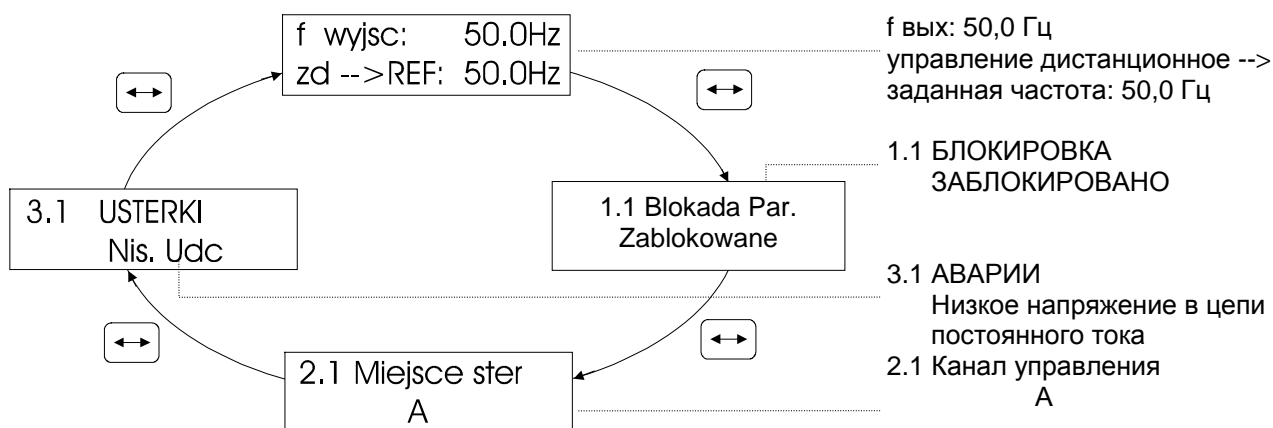 f wyjsc: 50.0Hz
zd -->REF: 50.0Hz
1.1 Blokada Par.
Zablokowane
2.1 Miejsce ster
A
3.1 USTERKI
Nis. Udc
f вых: 50,0 Гц
управление дистанционное -->
заданная частота: 50,0 Гц
1.1 БЛОКИРОВКА
ЗАБЛОКИРОВАНО
3.1 АВАРИИ
Низкое напряжение в цепи
постоянного тока
2.1 Канал управления
А